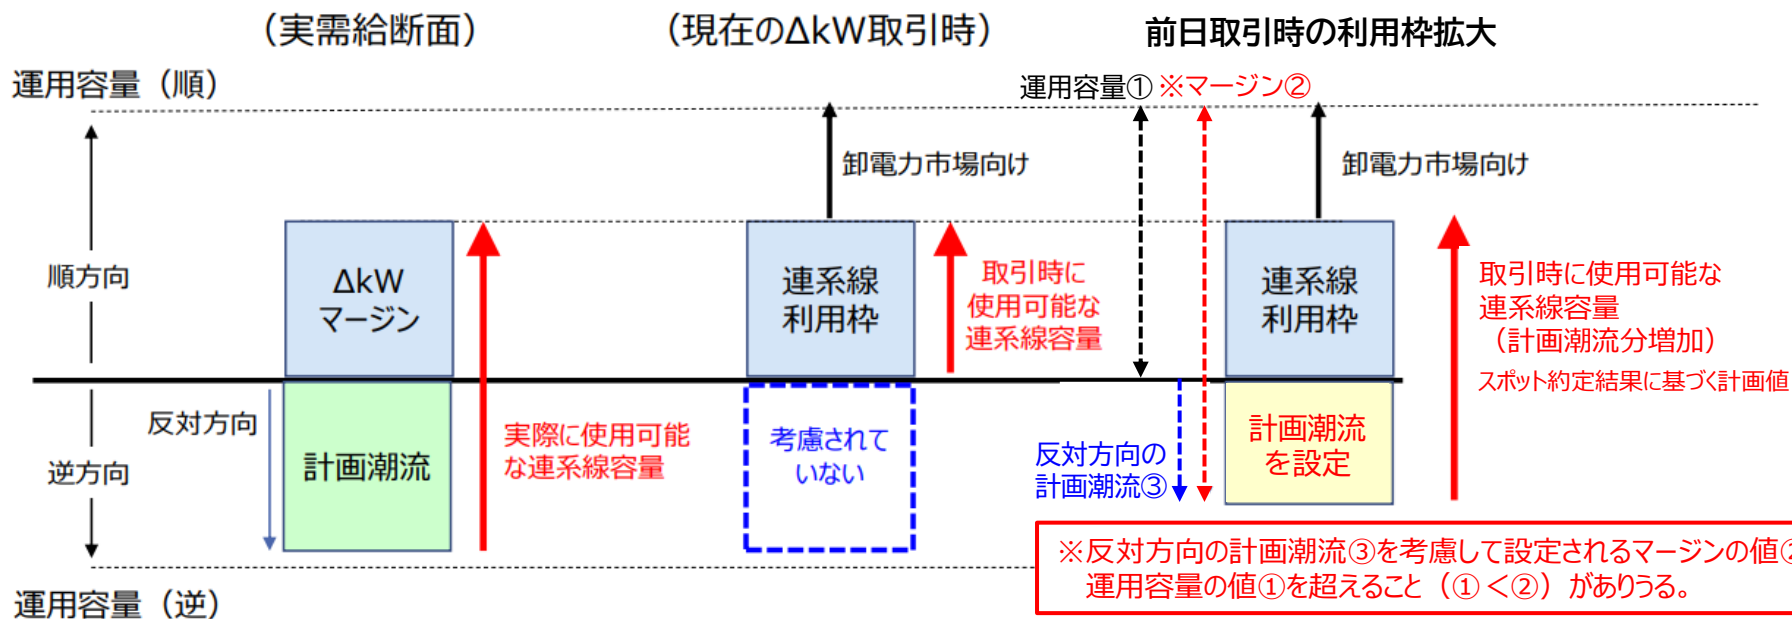 （実需給断面）
（現在のΔkW取引時）
前日取引時の利用枠拡大
運用容量（順）
運用容量① ※マージン②
卸電力市場向け
卸電力市場向け
順方向
ΔkW
マージン
連系線
利用枠
取引時に
使用可能な
連系線容量
連系線
利用枠
取引時に使用可能な
連系線容量
（計画潮流分増加）
スポット約定結果に基づく計画値
反対方向
逆方向
計画潮流
実際に使用可能
な連系線容量
考慮されて
いない
反対方向の
計画潮流③
計画潮流
を設定
※反対方向の計画潮流③を考慮して設定されるマージンの値②
運用容量の値①を超えること（①＜②）がありうる。
運用容量（逆）